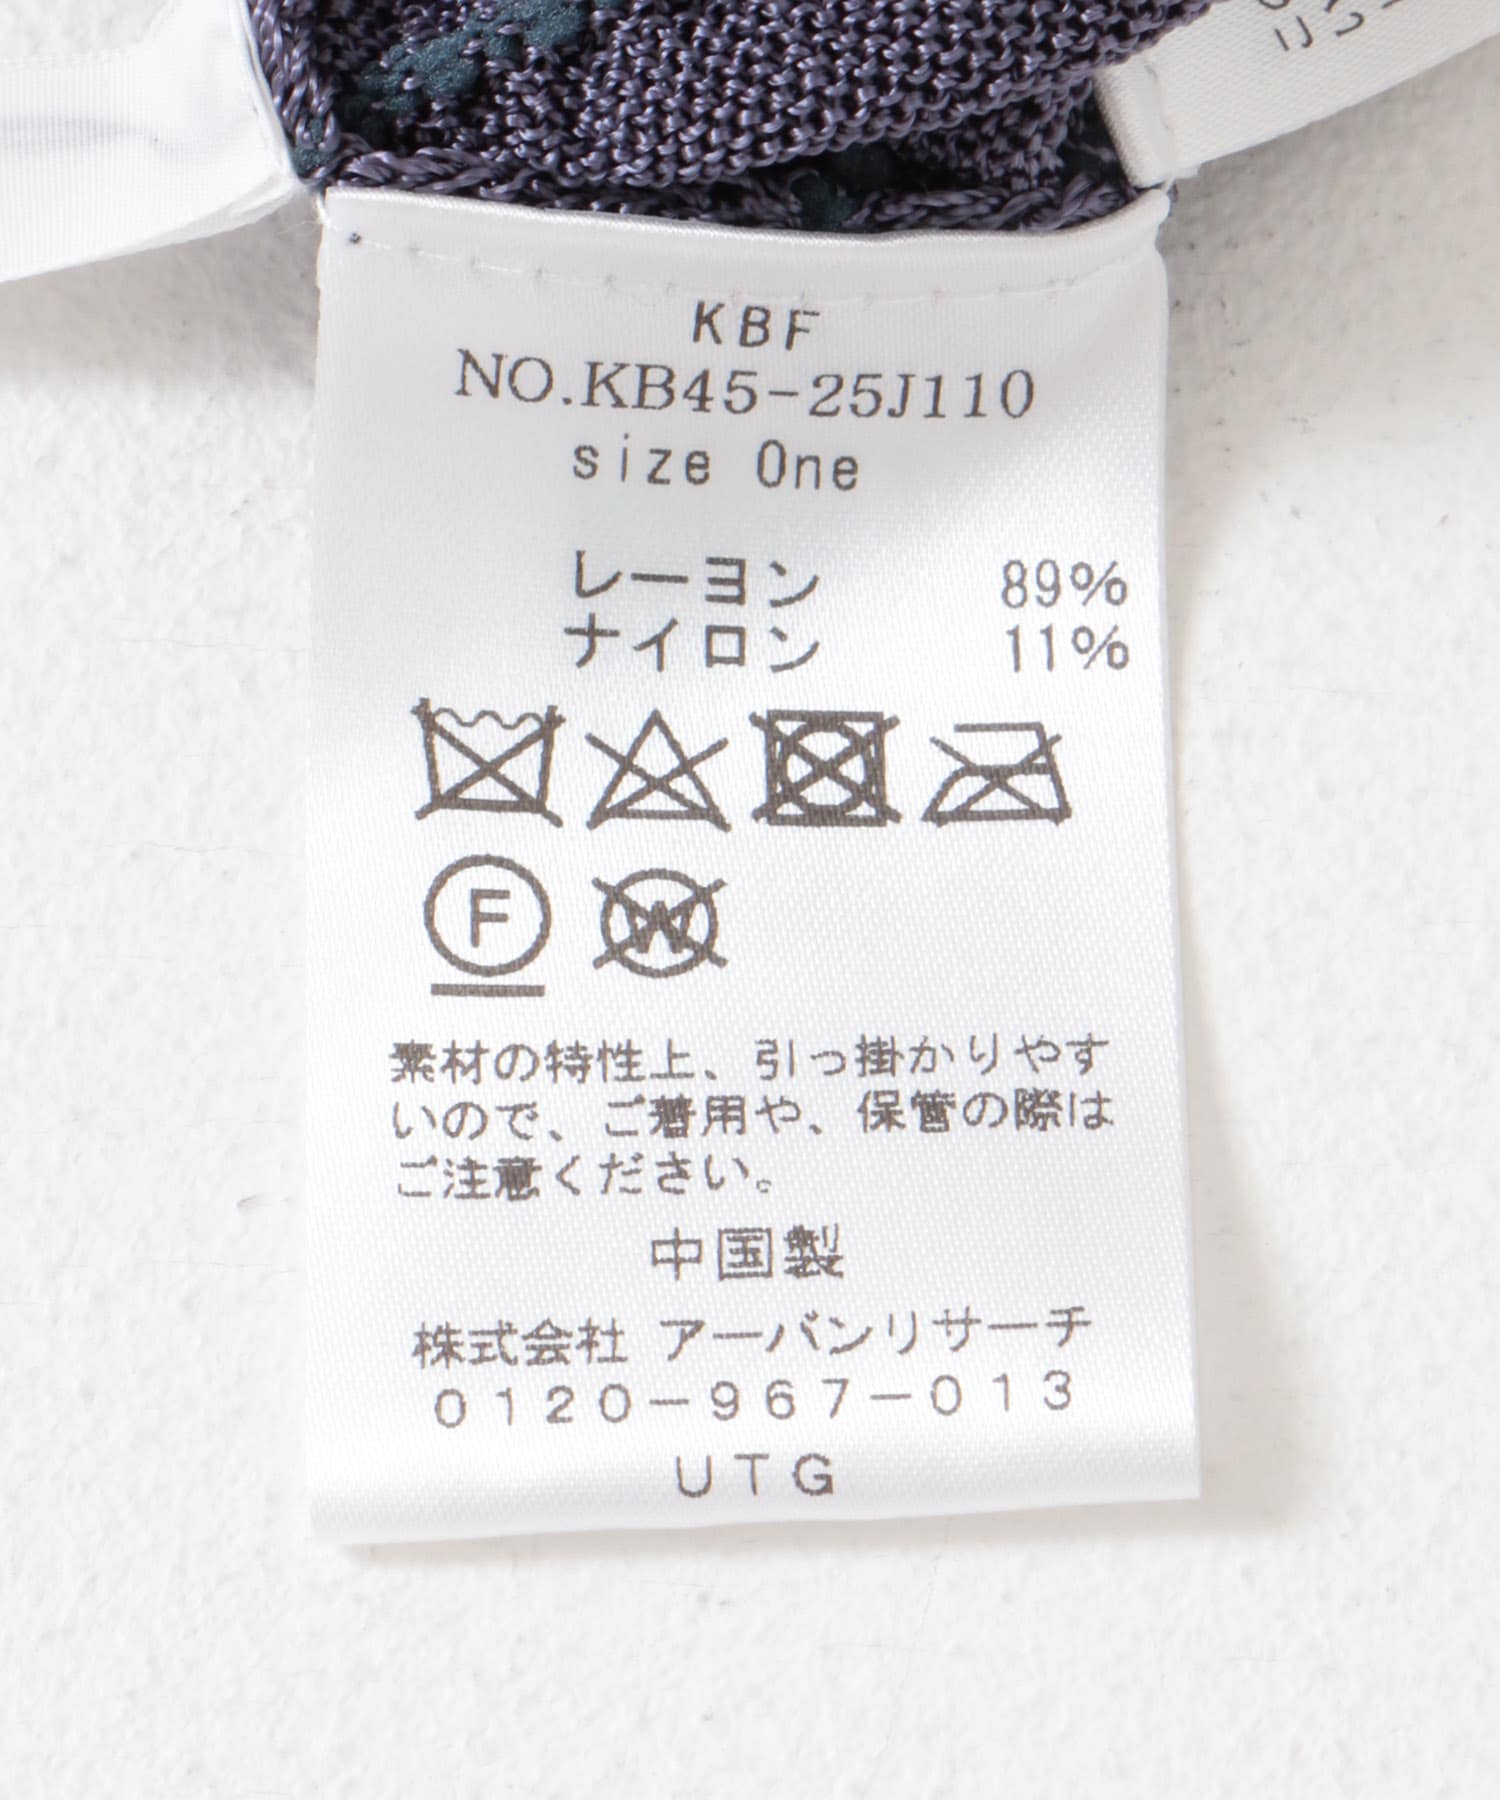 KBF
NO.KB45-25J110
size One
レーヨン 89%
ナイロン 11%
F
W
素材の特性上、引っ掛かりやす
いので、ご着用や、保管の際は
ご注意ください。
中国製
株式会社 アーバンリサーチ
0120-967-013
UTG